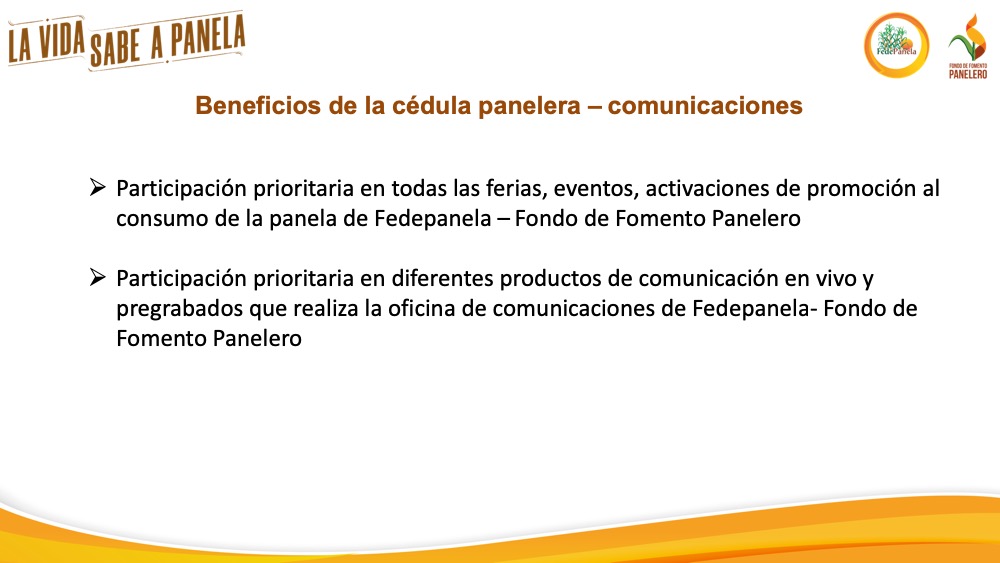 LA VIDA SABE A PANELA
FedePanela
FONDO DE FOMENTO
PANELERO
Beneficios de la cédula panelera – comunicaciones
➢ Participación prioritaria en todas las ferias, eventos, activaciones de promoción al
consumo de la panela de Fedepanela – Fondo de Fomento Panelero
➢ Participación prioritaria en diferentes productos de comunicación en vivo y
pregrabados que realiza la oficina de comunicaciones de Fedepanela- Fondo de
Fomento Panelero